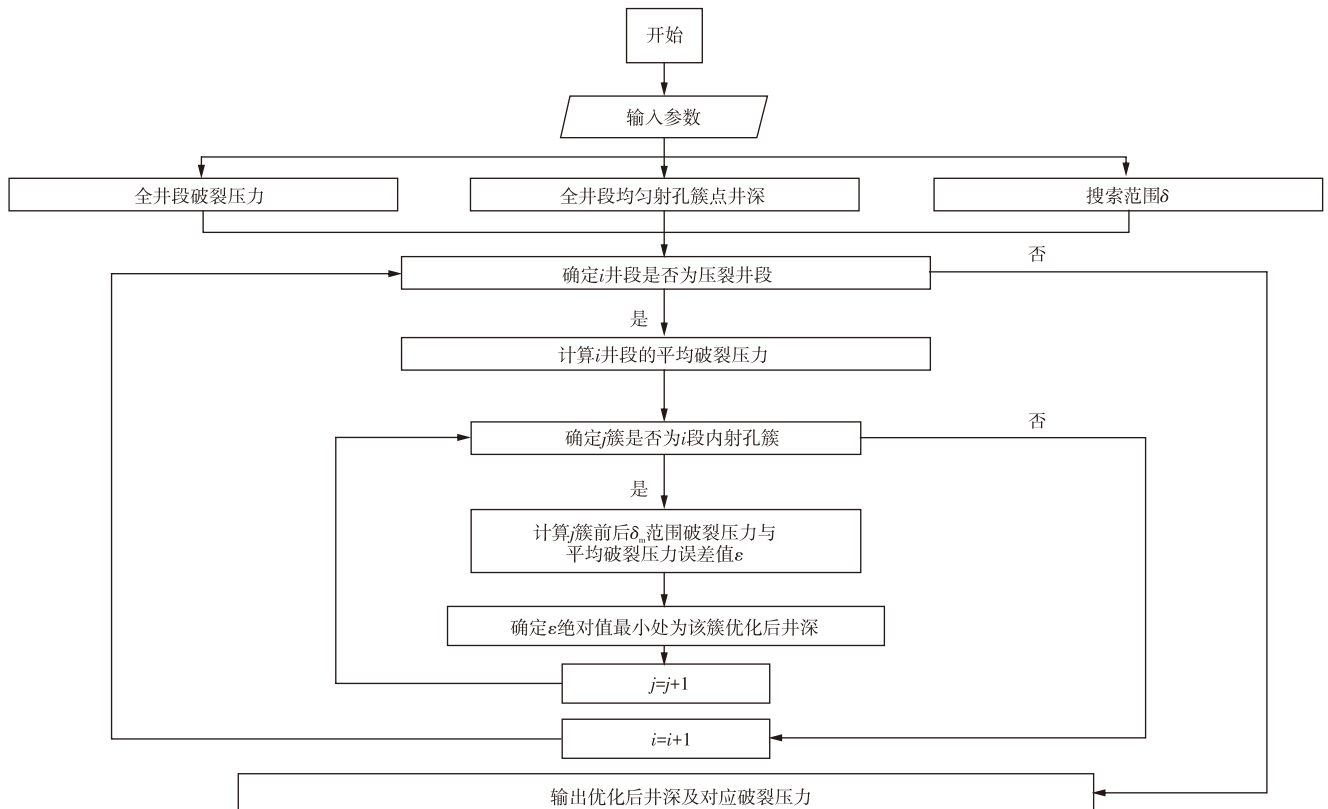 开始
输入参数
全井段破裂压力
全井段均匀射孔簇点井深
搜索范围δ
确定i井段是否为压裂井段
否
是
计算i井段的平均破裂压力
确定j簇是否为i段内射孔簇
否
是
计算j簇前后δm范围破裂压力与
平均破裂压力误差值ε
确定ε绝对值最小处为该簇优化后井深
j=j+1
i=i+1
输出优化后井深及对应破裂压力